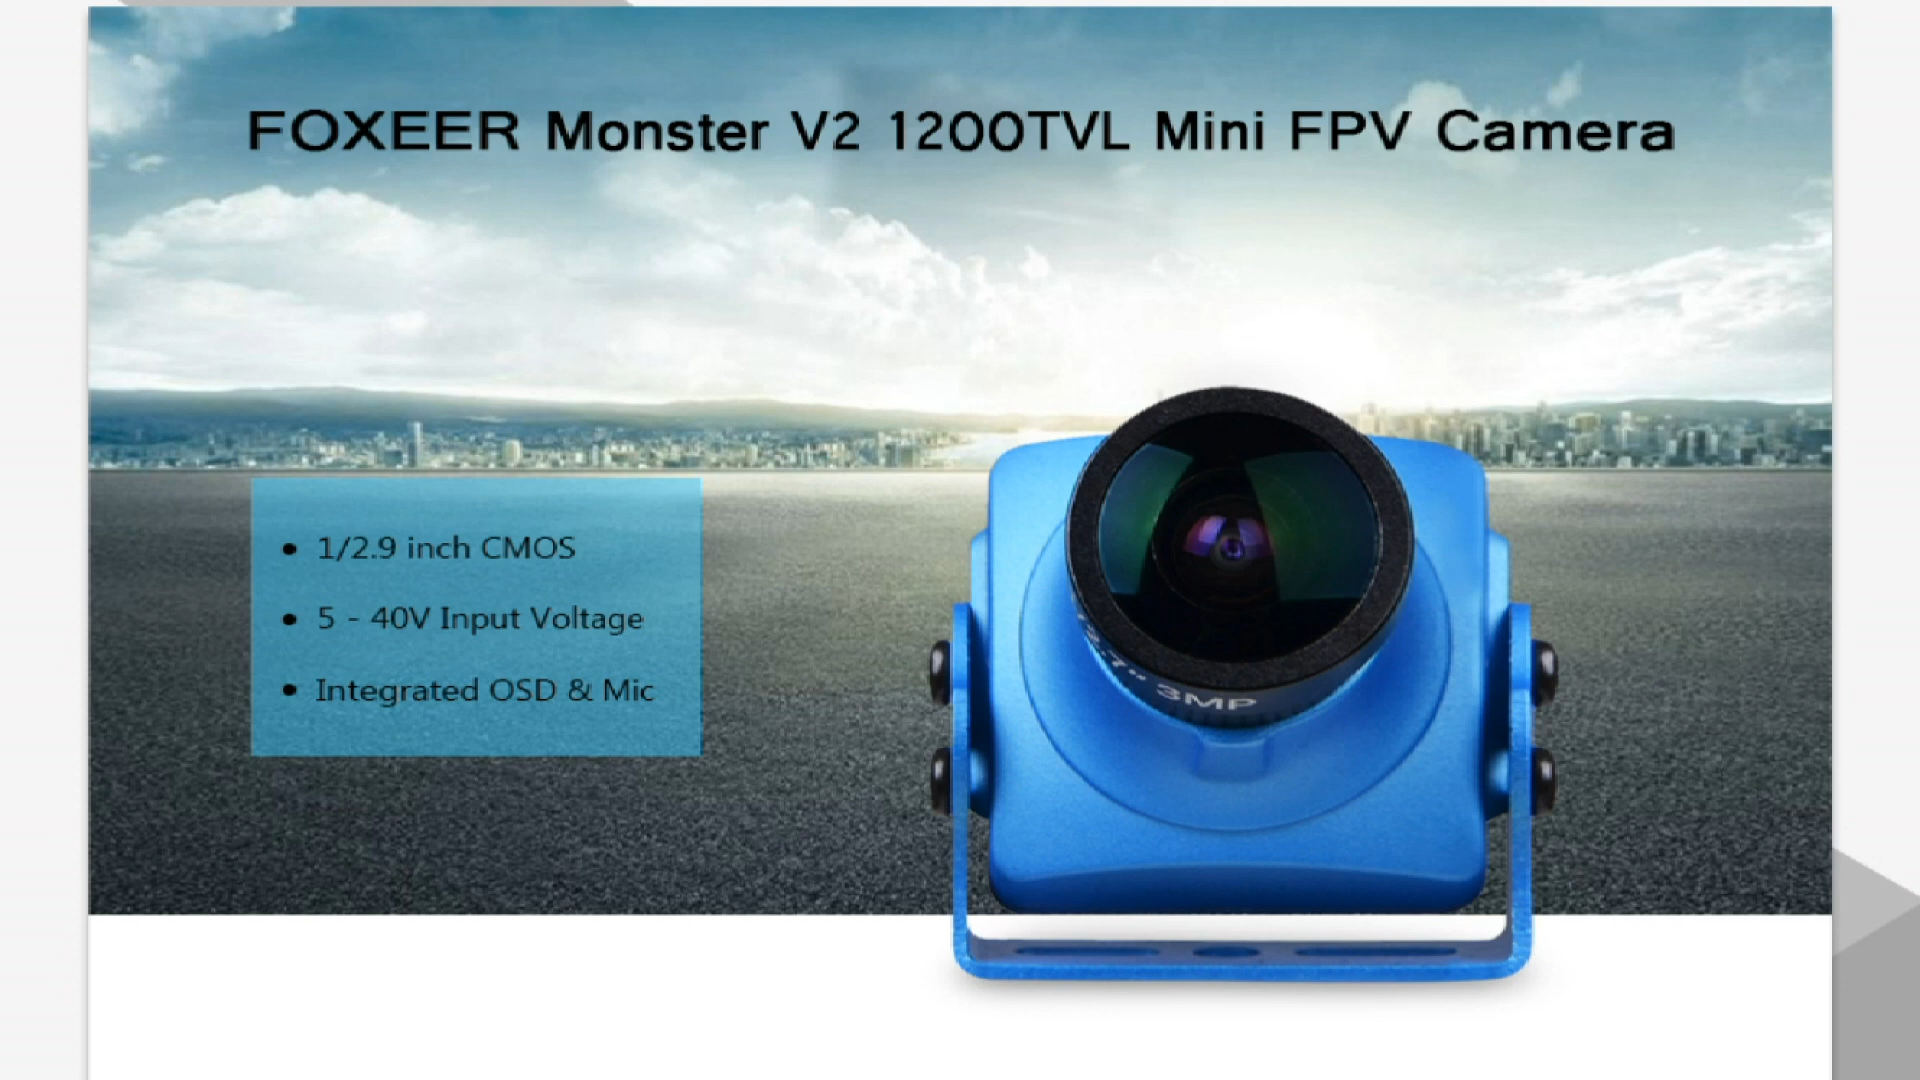 FOXEER Monster V2 1200TVL Mini FPV Camera
• 1/2.9 inch CMOS
• 5 - 40V Input Voltage
• Integrated OSD & Mic
3MP